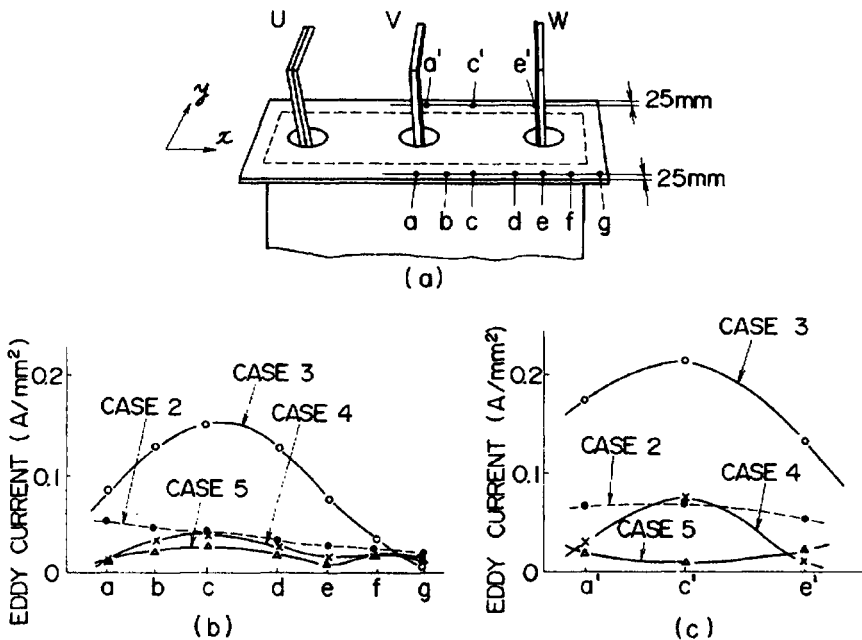 U V W
a' c' e'
y
x
25mm
25mm
a b c d e f g
(a)
EDDY CURRENT (A/mm²)
0.2
0.1
0
CASE 2
CASE 3
CASE 4
CASE 5
a b c d e f g
(b)
EDDY CURRENT (A/mm²)
0.2
0.1
0
CASE 3
CASE 2
CASE 4
CASE 5
a' c' e'
(c)